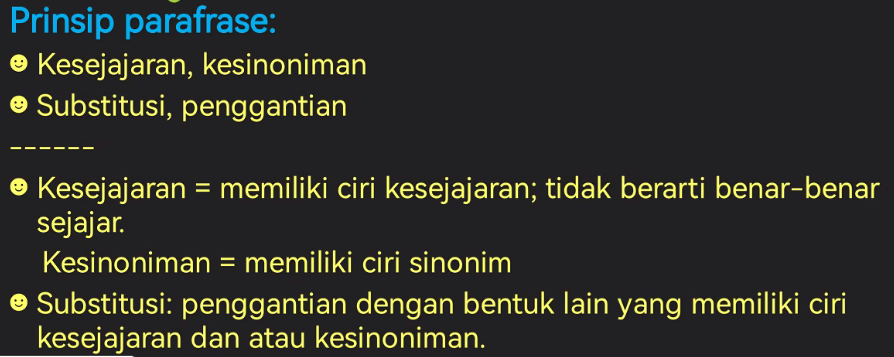 Prinsip parafrase:
Kesejajaran, kesinoniman
Substitusi, penggantian
------
Kesejajaran = memiliki ciri kesejajaran; tidak berarti benar-benar
sejajar.
Kesinoniman = memiliki ciri sinonim
Substitusi: penggantian dengan bentuk lain yang memiliki ciri
kesejajaran dan atau kesinoniman.